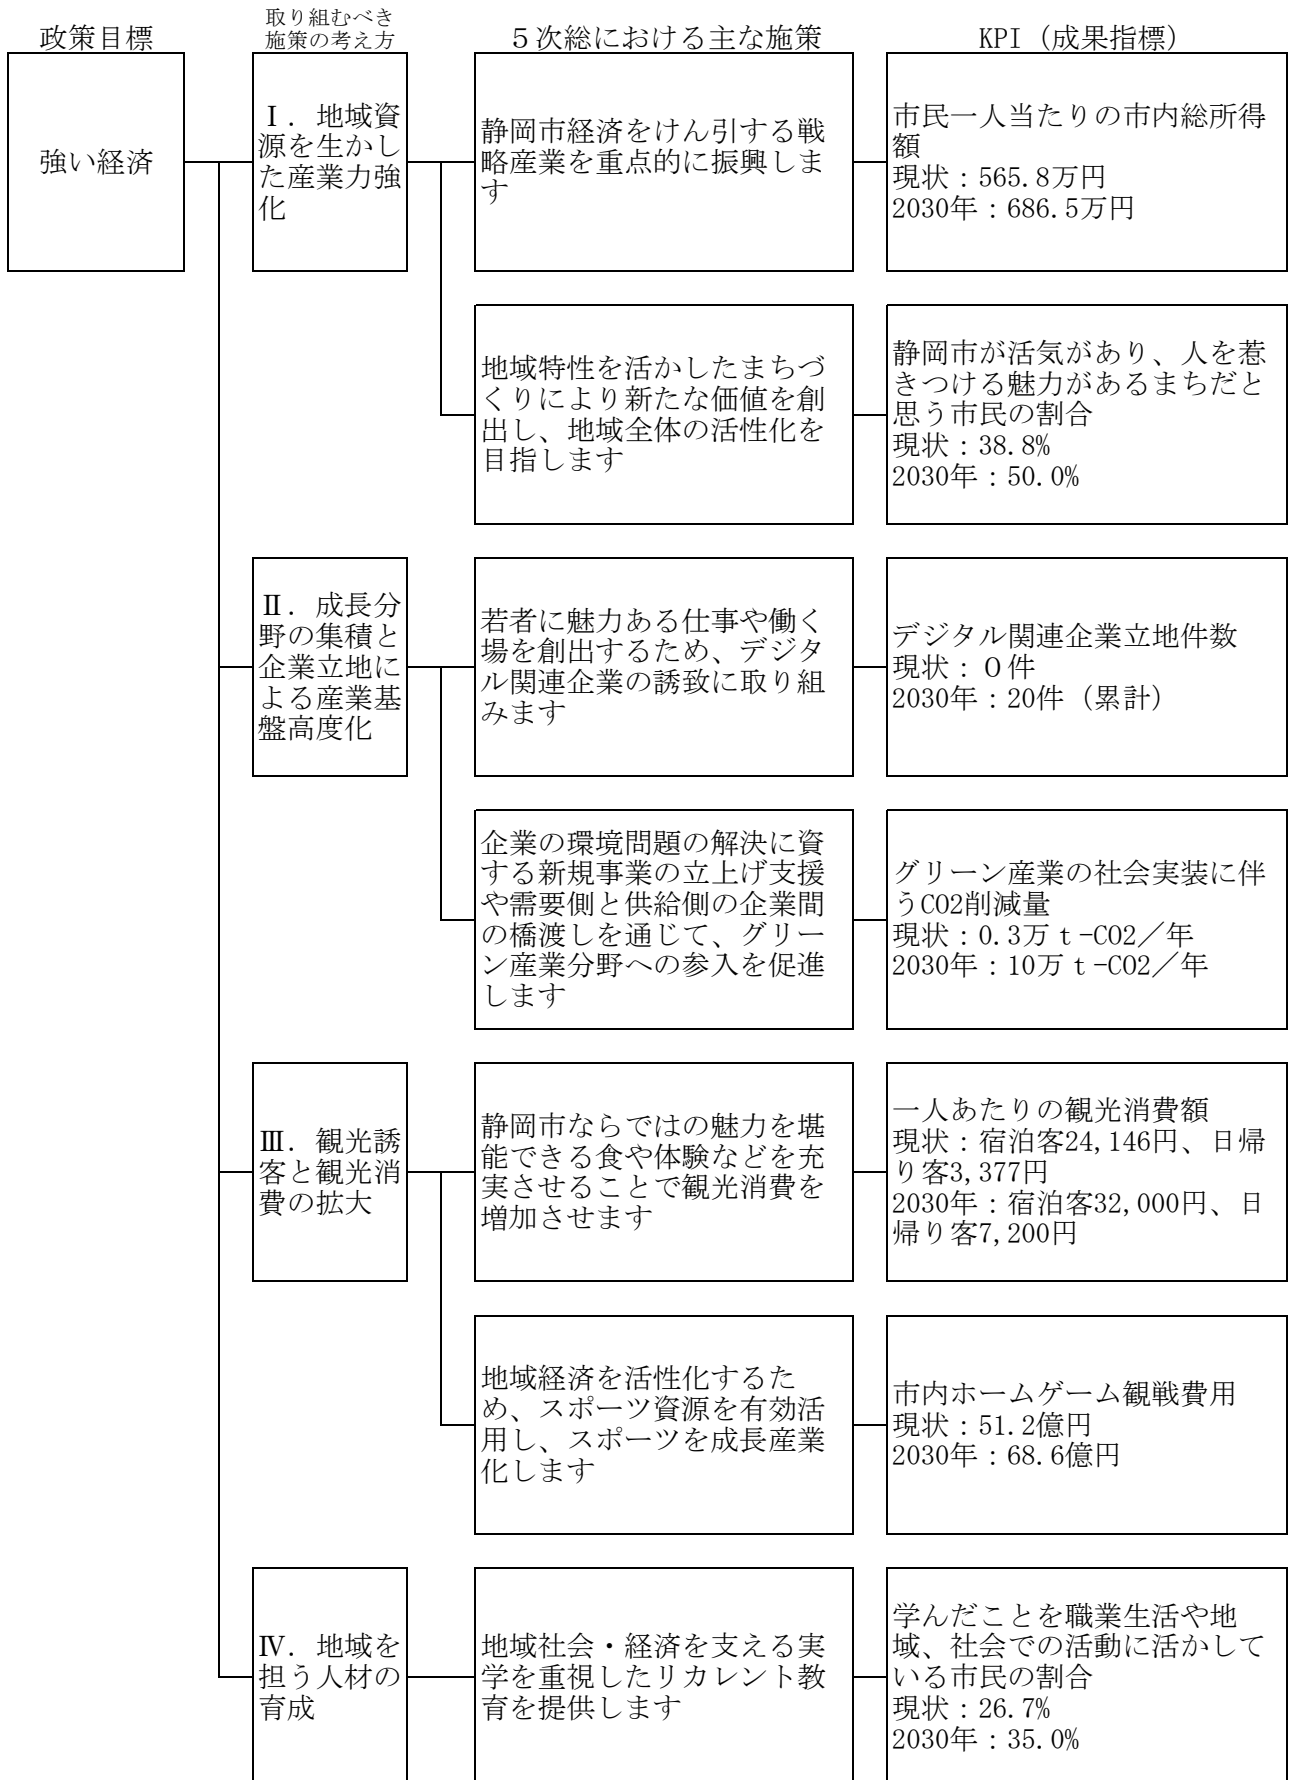 政策目標
取り組むべき
施策の考え方
５次総における主な施策
KPI（成果指標）
強い経済
Ⅰ．地域資
源を生かし
た産業力強
化
静岡市経済をけん引する戦
略産業を重点的に振興しま
す
市民一人当たりの市内総所得
額
現状：565.8万円
2030年：686.5万円
地域特性を活かしたまちづ
くりにより新たな価値を創
出し、地域全体の活性化を
目指します
静岡市が活気があり、人を惹
きつける魅力があるまちだと
思う市民の割合
現状：38.8%
2030年：50.0%
Ⅱ．成長分
野の集積と
企業立地に
よる産業基
盤高度化
若者に魅力ある仕事や働く
場を創出するため、デジタ
ル関連企業の誘致に取り組
みます
デジタル関連企業立地件数
現状：０件
2030年：20件（累計）
企業の環境問題の解決に資
する新規事業の立上げ支援
や需要側と供給側の企業間
の橋渡しを通じて、グリー
ン産業分野への参入を促進
します
グリーン産業の社会実装に伴
うCO2削減量
現状：0.3万ｔ-CO2／年
2030年：10万ｔ-CO2／年
Ⅲ．観光誘
客と観光消
費の拡大
静岡市ならではの魅力を堪
能できる食や体験などを充
実させることで観光消費を
増加させます
一人あたりの観光消費額
現状：宿泊客24,146円、日帰
り客3,377円
2030年：宿泊客32,000円、日
帰り客7,200円
地域経済を活性化するた
め、スポーツ資源を有効活
用し、スポーツを成長産業
化します
市内ホームゲーム観戦費用
現状：51.2億円
2030年：68.6億円
Ⅳ．地域を
担う人材の
育成
地域社会・経済を支える実
学を重視したリカレント教
育を提供します
学んだことを職業生活や地
域、社会での活動に活かして
いる市民の割合
現状：26.7%
2030年：35.0%